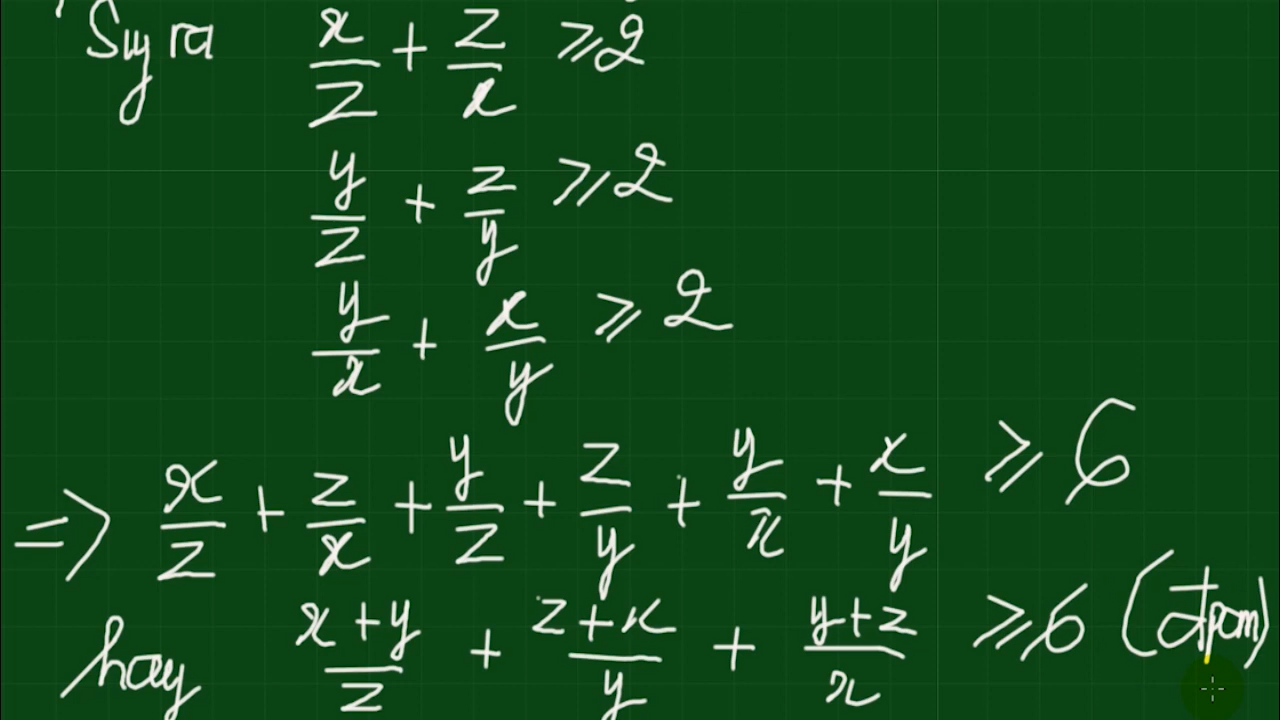 Suy ra x/z + z/x ⩾ 2
y/z + z/y ⩾ 2
y/x + x/y ⩾ 2
=> x/z + z/x + y/z + z/y + y/x + x/y ⩾ 6
hay (x+y)/z + (z+x)/y + (y+z)/x ⩾ 6 (đpcm)